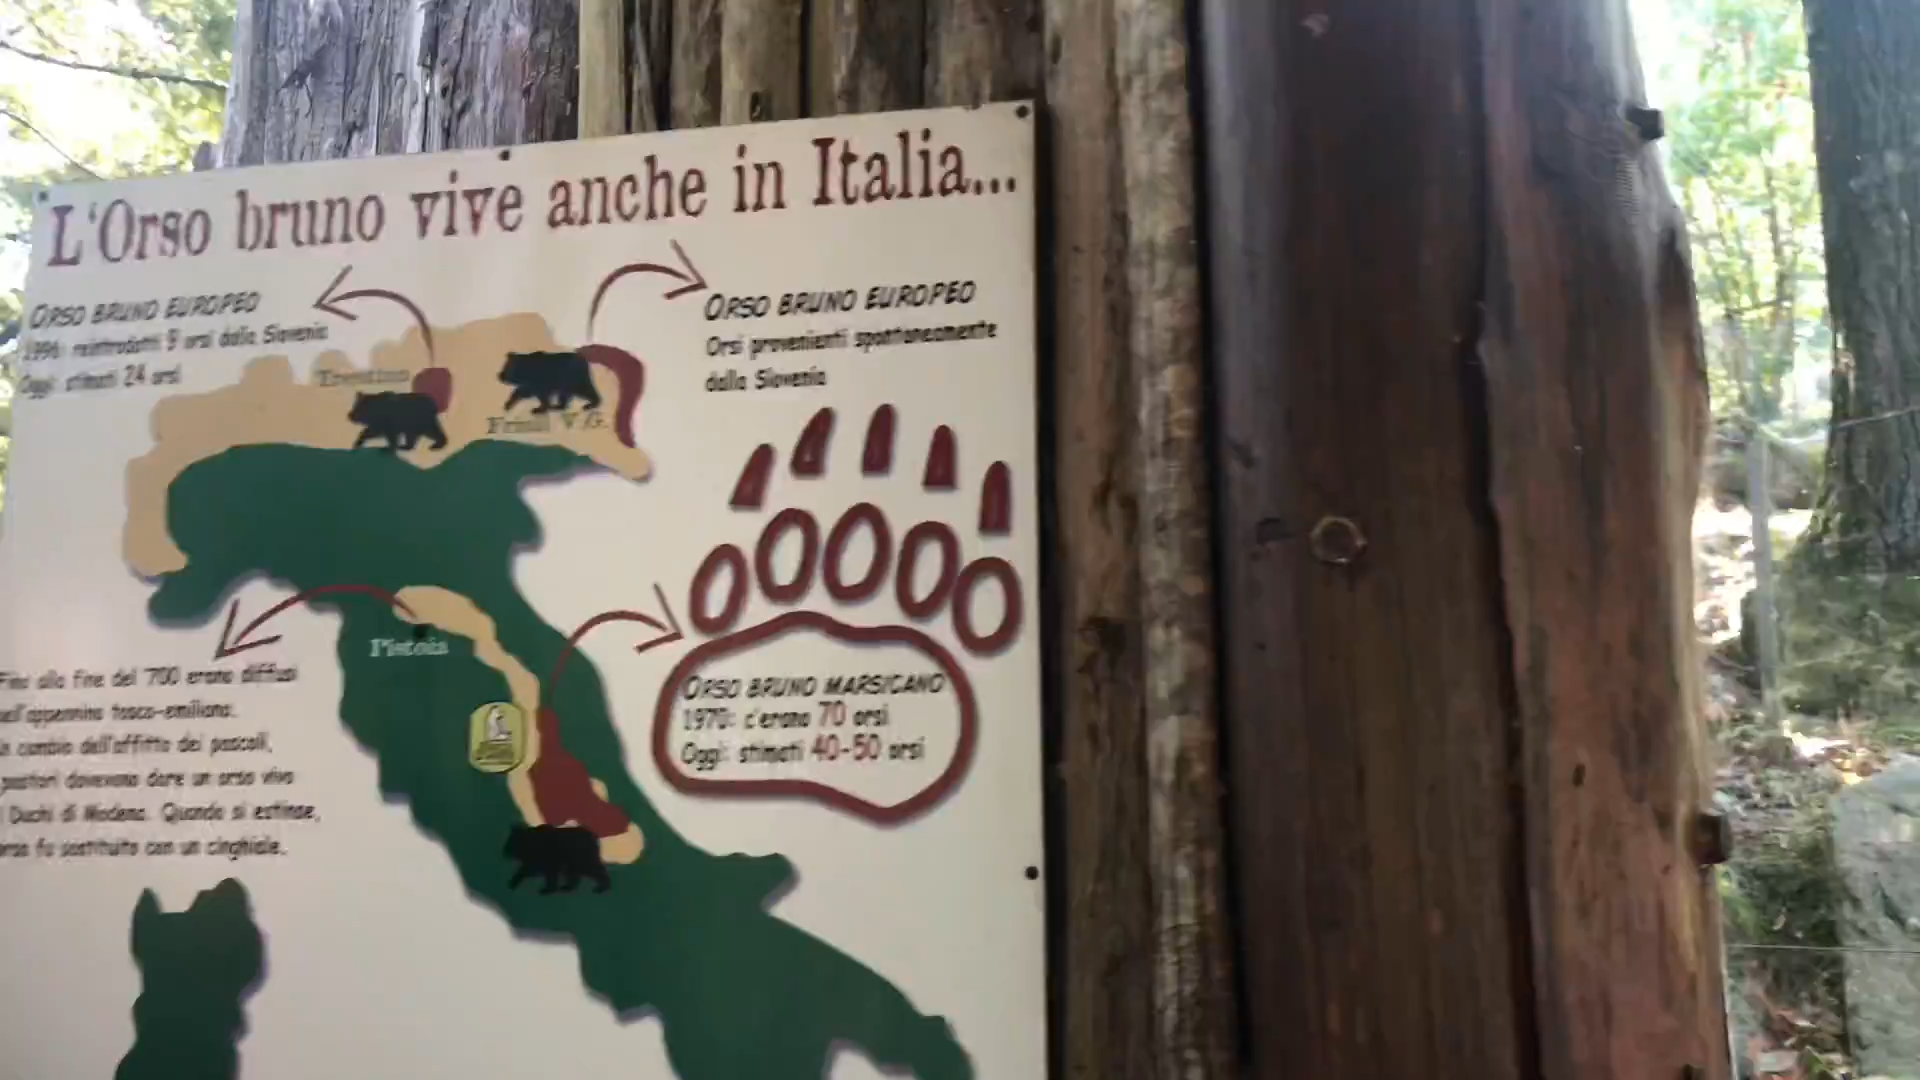 L'Orso bruno vive anche in Italia...
ORSO BRUNO EUROPEO
1996: reintrodotti 9 orsi dalla Slovenia
Oggi: stimati 24 orsi
ORSO BRUNO EUROPEO
Orsi provenienti spontaneamente
dalla Slovenia
Trentino
Friuli V.G.
Pistoia
Fino alla fine del 700 erano diffusi
nell'appennino tosco-emiliano.
In cambio dell'affitto dei pascoli,
pastori dovevano dare un orso vivo
Duchi di Modena. Quando si estinse,
orso fu sostituito con un cinghiale.
ORSO BRUNO MARSICANO
1970: c'erano 70 orsi
Oggi: stimati 40-50 orsi